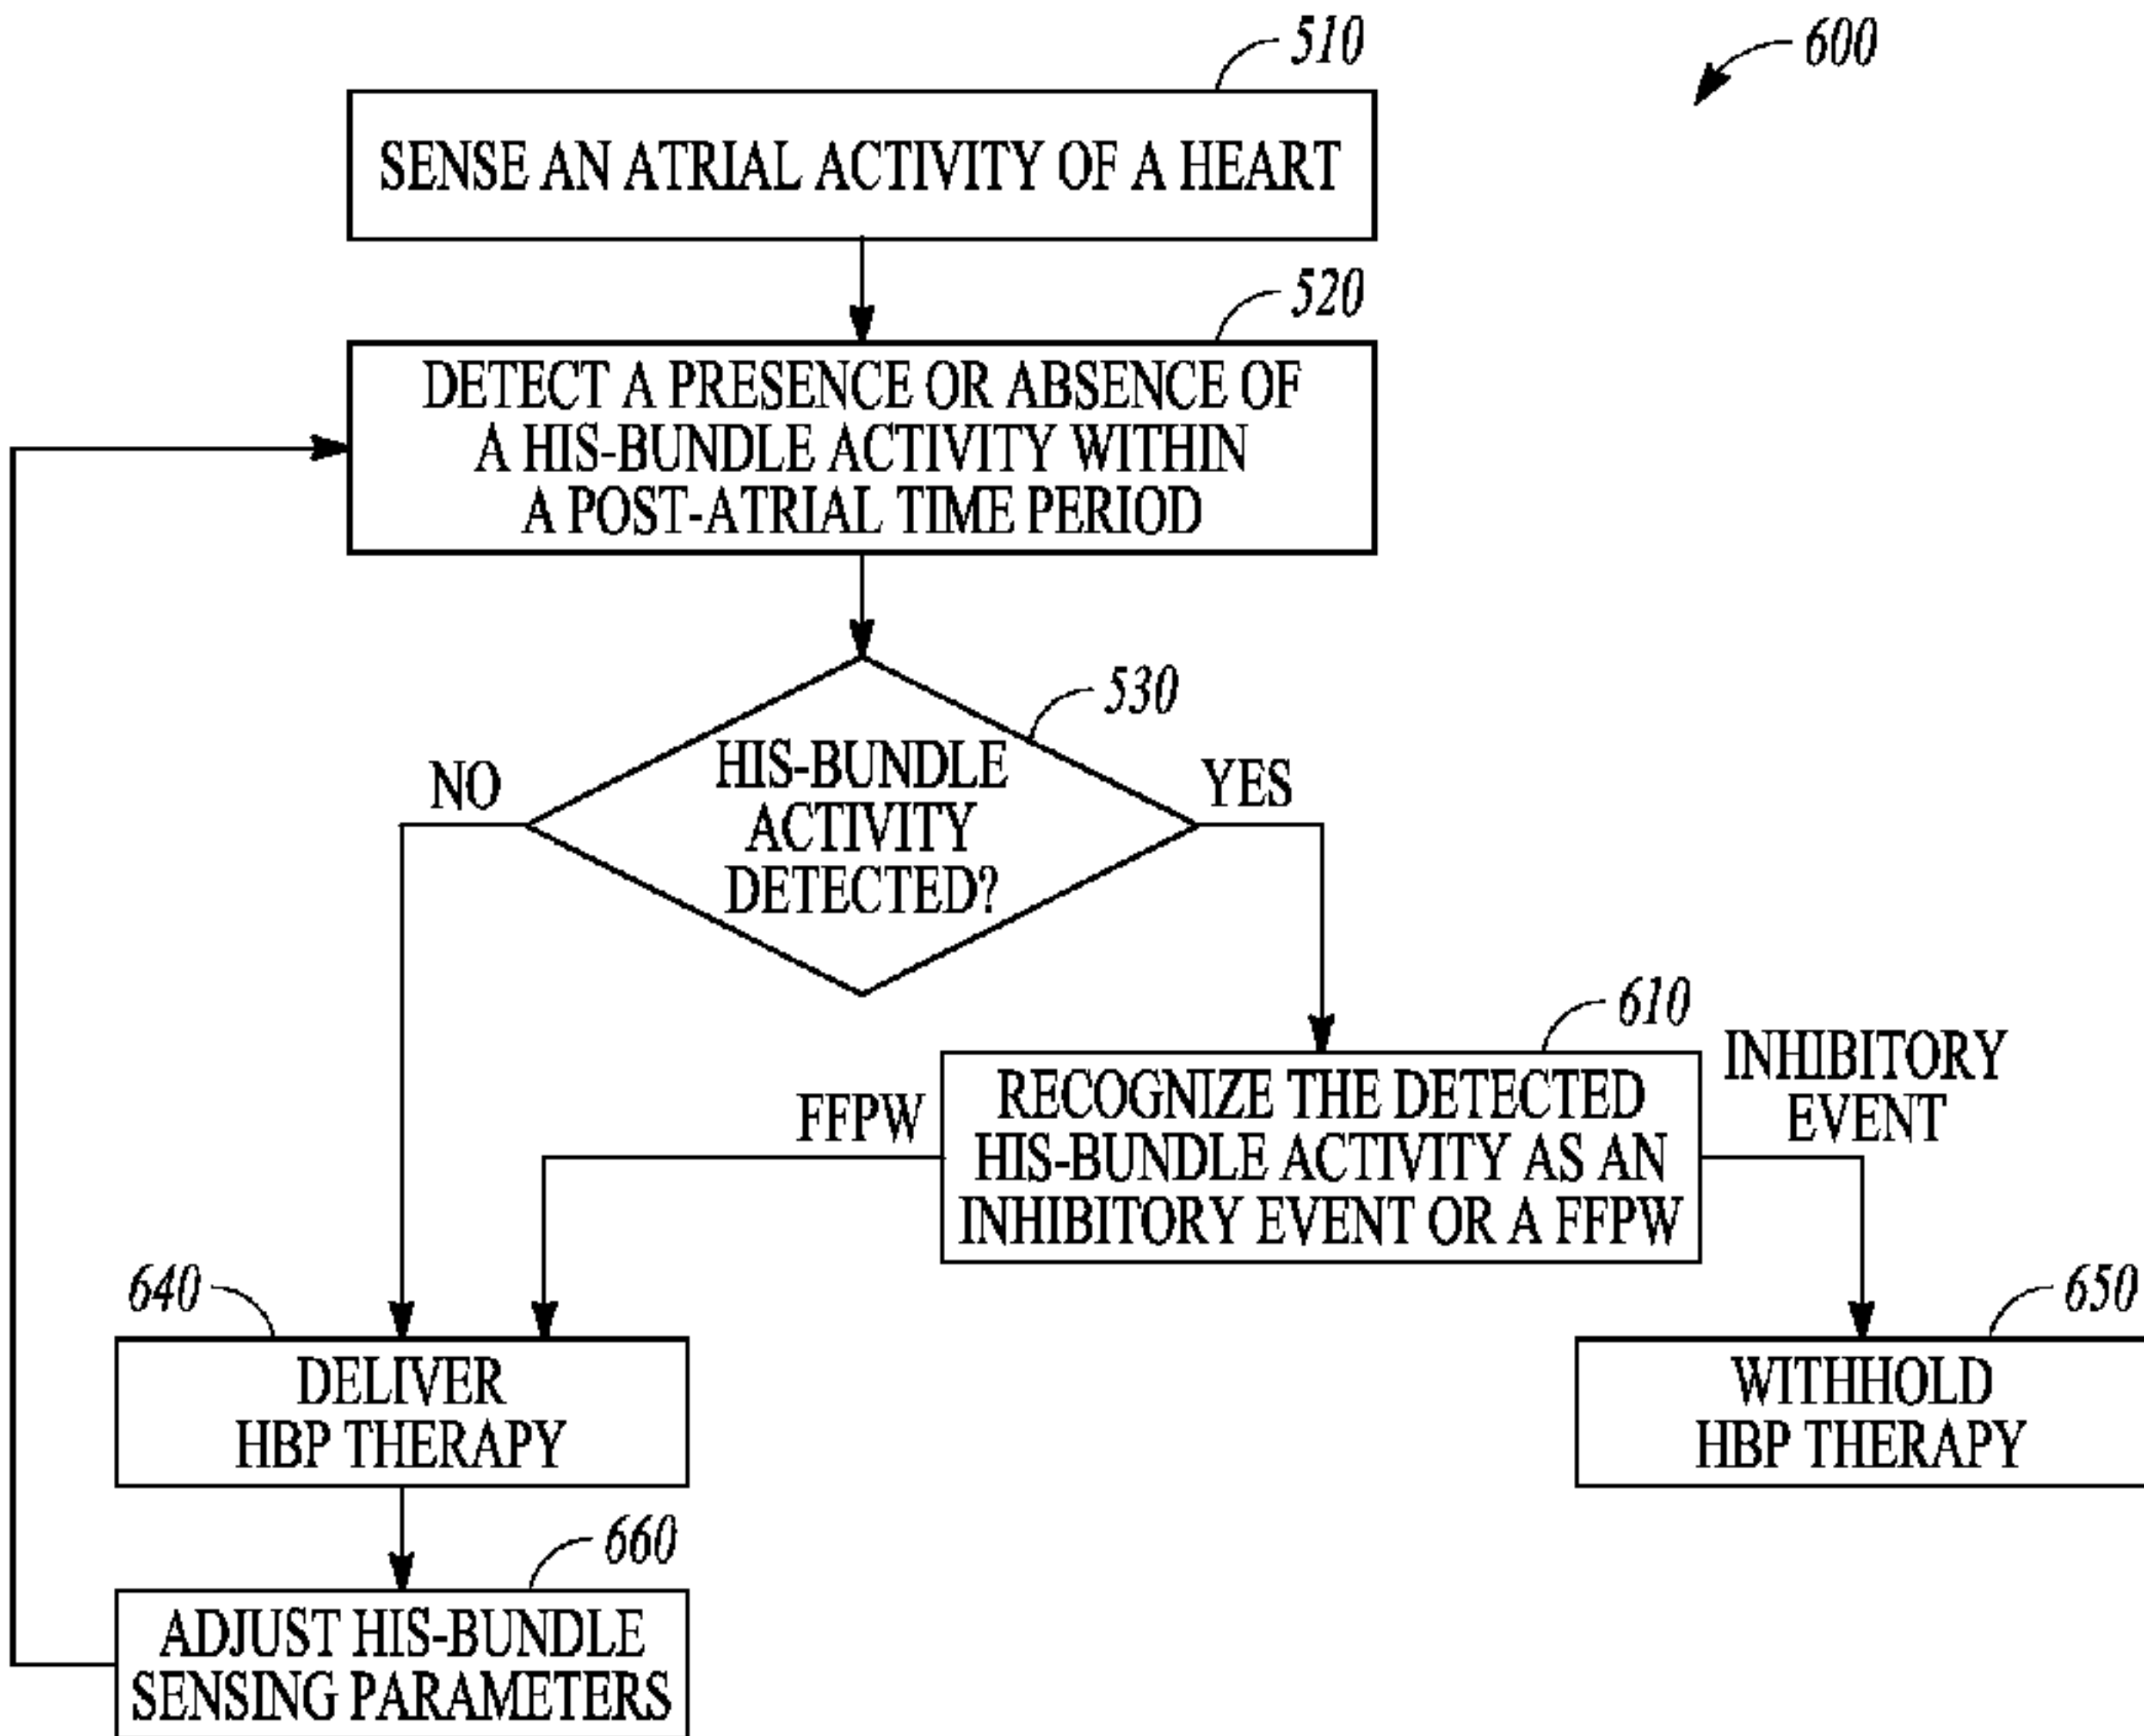 510
600
SENSE AN ATRIAL ACTIVITY OF A HEART
520
DETECT A PRESENCE OR ABSENCE OF
A HIS-BUNDLE ACTIVITY WITHIN
A POST-ATRIAL TIME PERIOD
530
NO
HIS-BUNDLE
ACTIVITY
DETECTED?
YES
610
FFPW
RECOGNIZE THE DETECTED
HIS-BUNDLE ACTIVITY AS AN
INHIBITORY EVENT OR A FFPW
INHIBITORY
EVENT
640
DELIVER
HBP THERAPY
650
WITHHOLD
HBP THERAPY
660
ADJUST HIS-BUNDLE
SENSING PARAMETERS